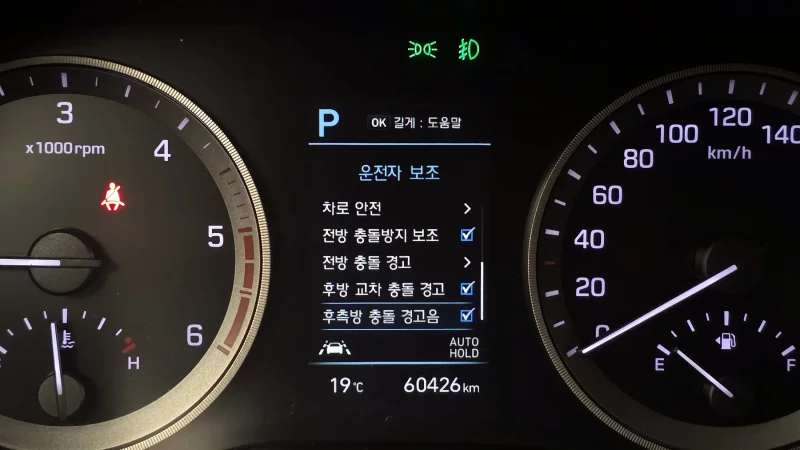 3
x1000rpm
4
5
6
H
P
OK 길게 : 도움말
운전자 보조
차로 안전
전방 충돌방지 보조
전방 충돌 경고
후방 교차 충돌 경고
후측방 충돌 경고음
AUTO
HOLD
19℃
60426km
140
120
100
km/h
80
60
40
20
0
E
F